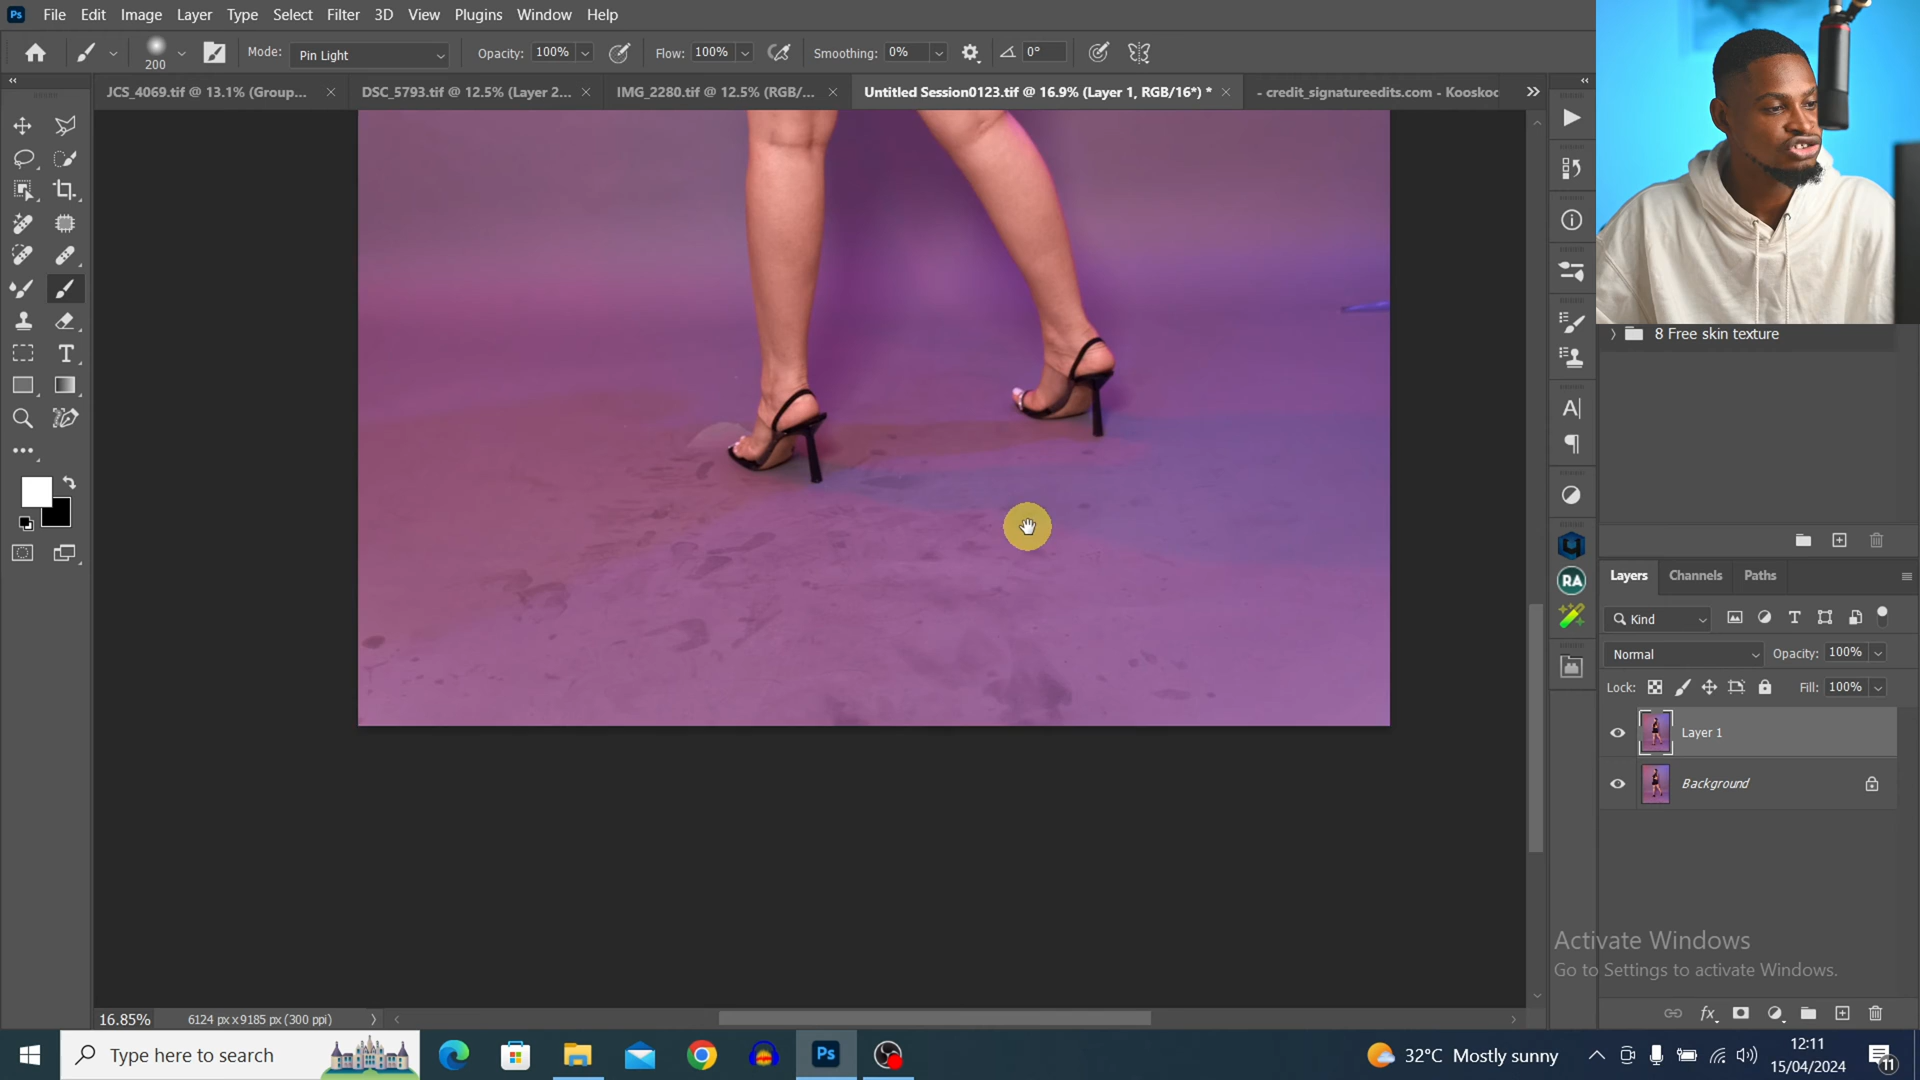 Ps File Edit Image Layer Type Select Filter 3D View Plugins Window Help
200 Mode: Pin Light Opacity: 100% Flow: 100% Smoothing: 0% 0°
JCS_4069.tif @ 13.1% (Group... × DSC_5793.tif @ 12.5% (Layer 2... × IMG_2280.tif @ 12.5% (RGB/... × Untitled Session0123.tif @ 16.9% (Layer 1, RGB/16*) * × - credit_signatureedits.com - Kooskoc
8 Free skin texture
RA
Layers Channels Paths
Kind
Normal Opacity: 100%
Lock: Fill: 100%
Layer 1
Background
Activate Windows
Go to Settings to activate Windows.
16.85% 6124 px x 9185 px (300 ppi)
Type here to search
Ps
32°C Mostly sunny
12:11
15/04/2024
11